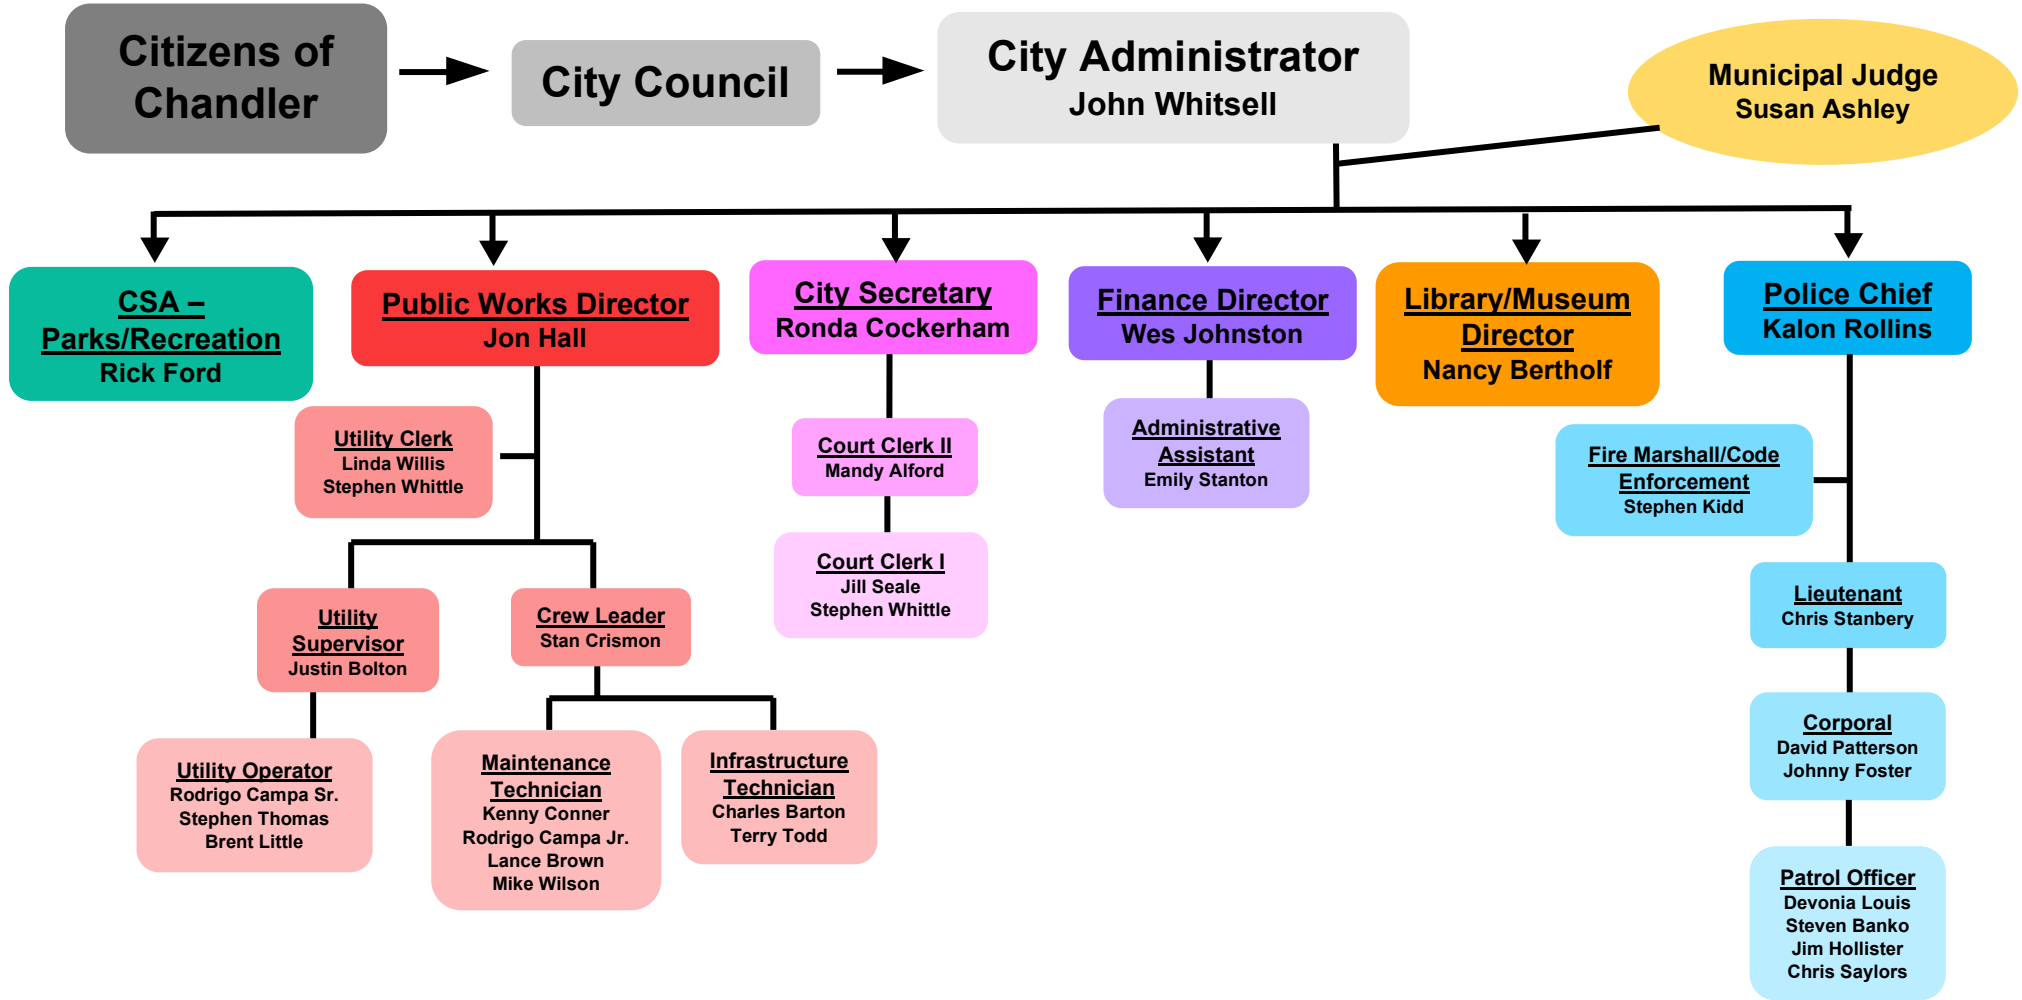 Citizens of
Chandler
City Council
City Administrator
John Whitsell
Municipal Judge
Susan Ashley
CSA –
Parks/Recreation
Rick Ford
Public Works Director
Jon Hall
City Secretary
Ronda Cockerham
Finance Director
Wes Johnston
Library/Museum
Director
Nancy Bertholf
Police Chief
Kalon Rollins
Utility Clerk
Linda Willis
Stephen Whittle
Court Clerk II
Mandy Alford
Administrative
Assistant
Emily Stanton
Fire Marshall/Code
Enforcement
Stephen Kidd
Court Clerk I
Jill Seale
Stephen Whittle
Lieutenant
Chris Stanbery
Utility
Supervisor
Justin Bolton
Crew Leader
Stan Crismon
Corporal
David Patterson
Johnny Foster
Utility Operator
Rodrigo Campa Sr.
Stephen Thomas
Brent Little
Maintenance
Technician
Kenny Conner
Rodrigo Campa Jr.
Lance Brown
Mike Wilson
Infrastructure
Technician
Charles Barton
Terry Todd
Patrol Officer
Devonia Louis
Steven Banko
Jim Hollister
Chris Saylors